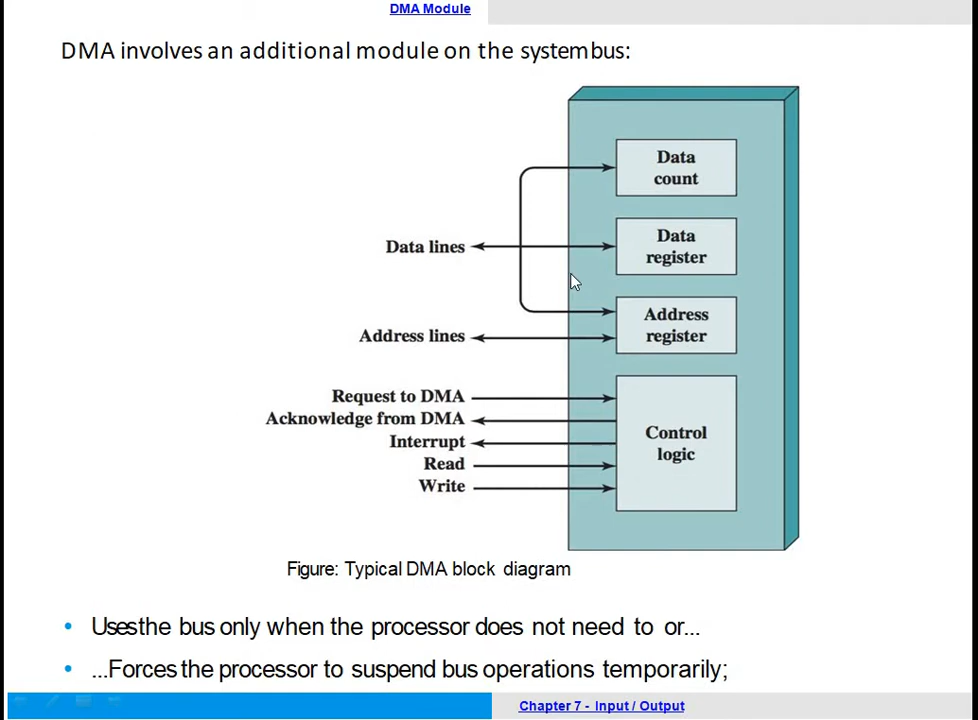 DMA Module
DMA involves an additional module on the systembus:
Data
count
Data
register
Data lines
Address
register
Address lines
Request to DMA
Acknowledge from DMA
Interrupt
Read
Write
Control
logic
Figure: Typical DMA block diagram
• Usesthe bus only when the processor does not need to or...
• ...Forces the processor to suspend bus operations temporarily;
Chapter 7 - Input / Output